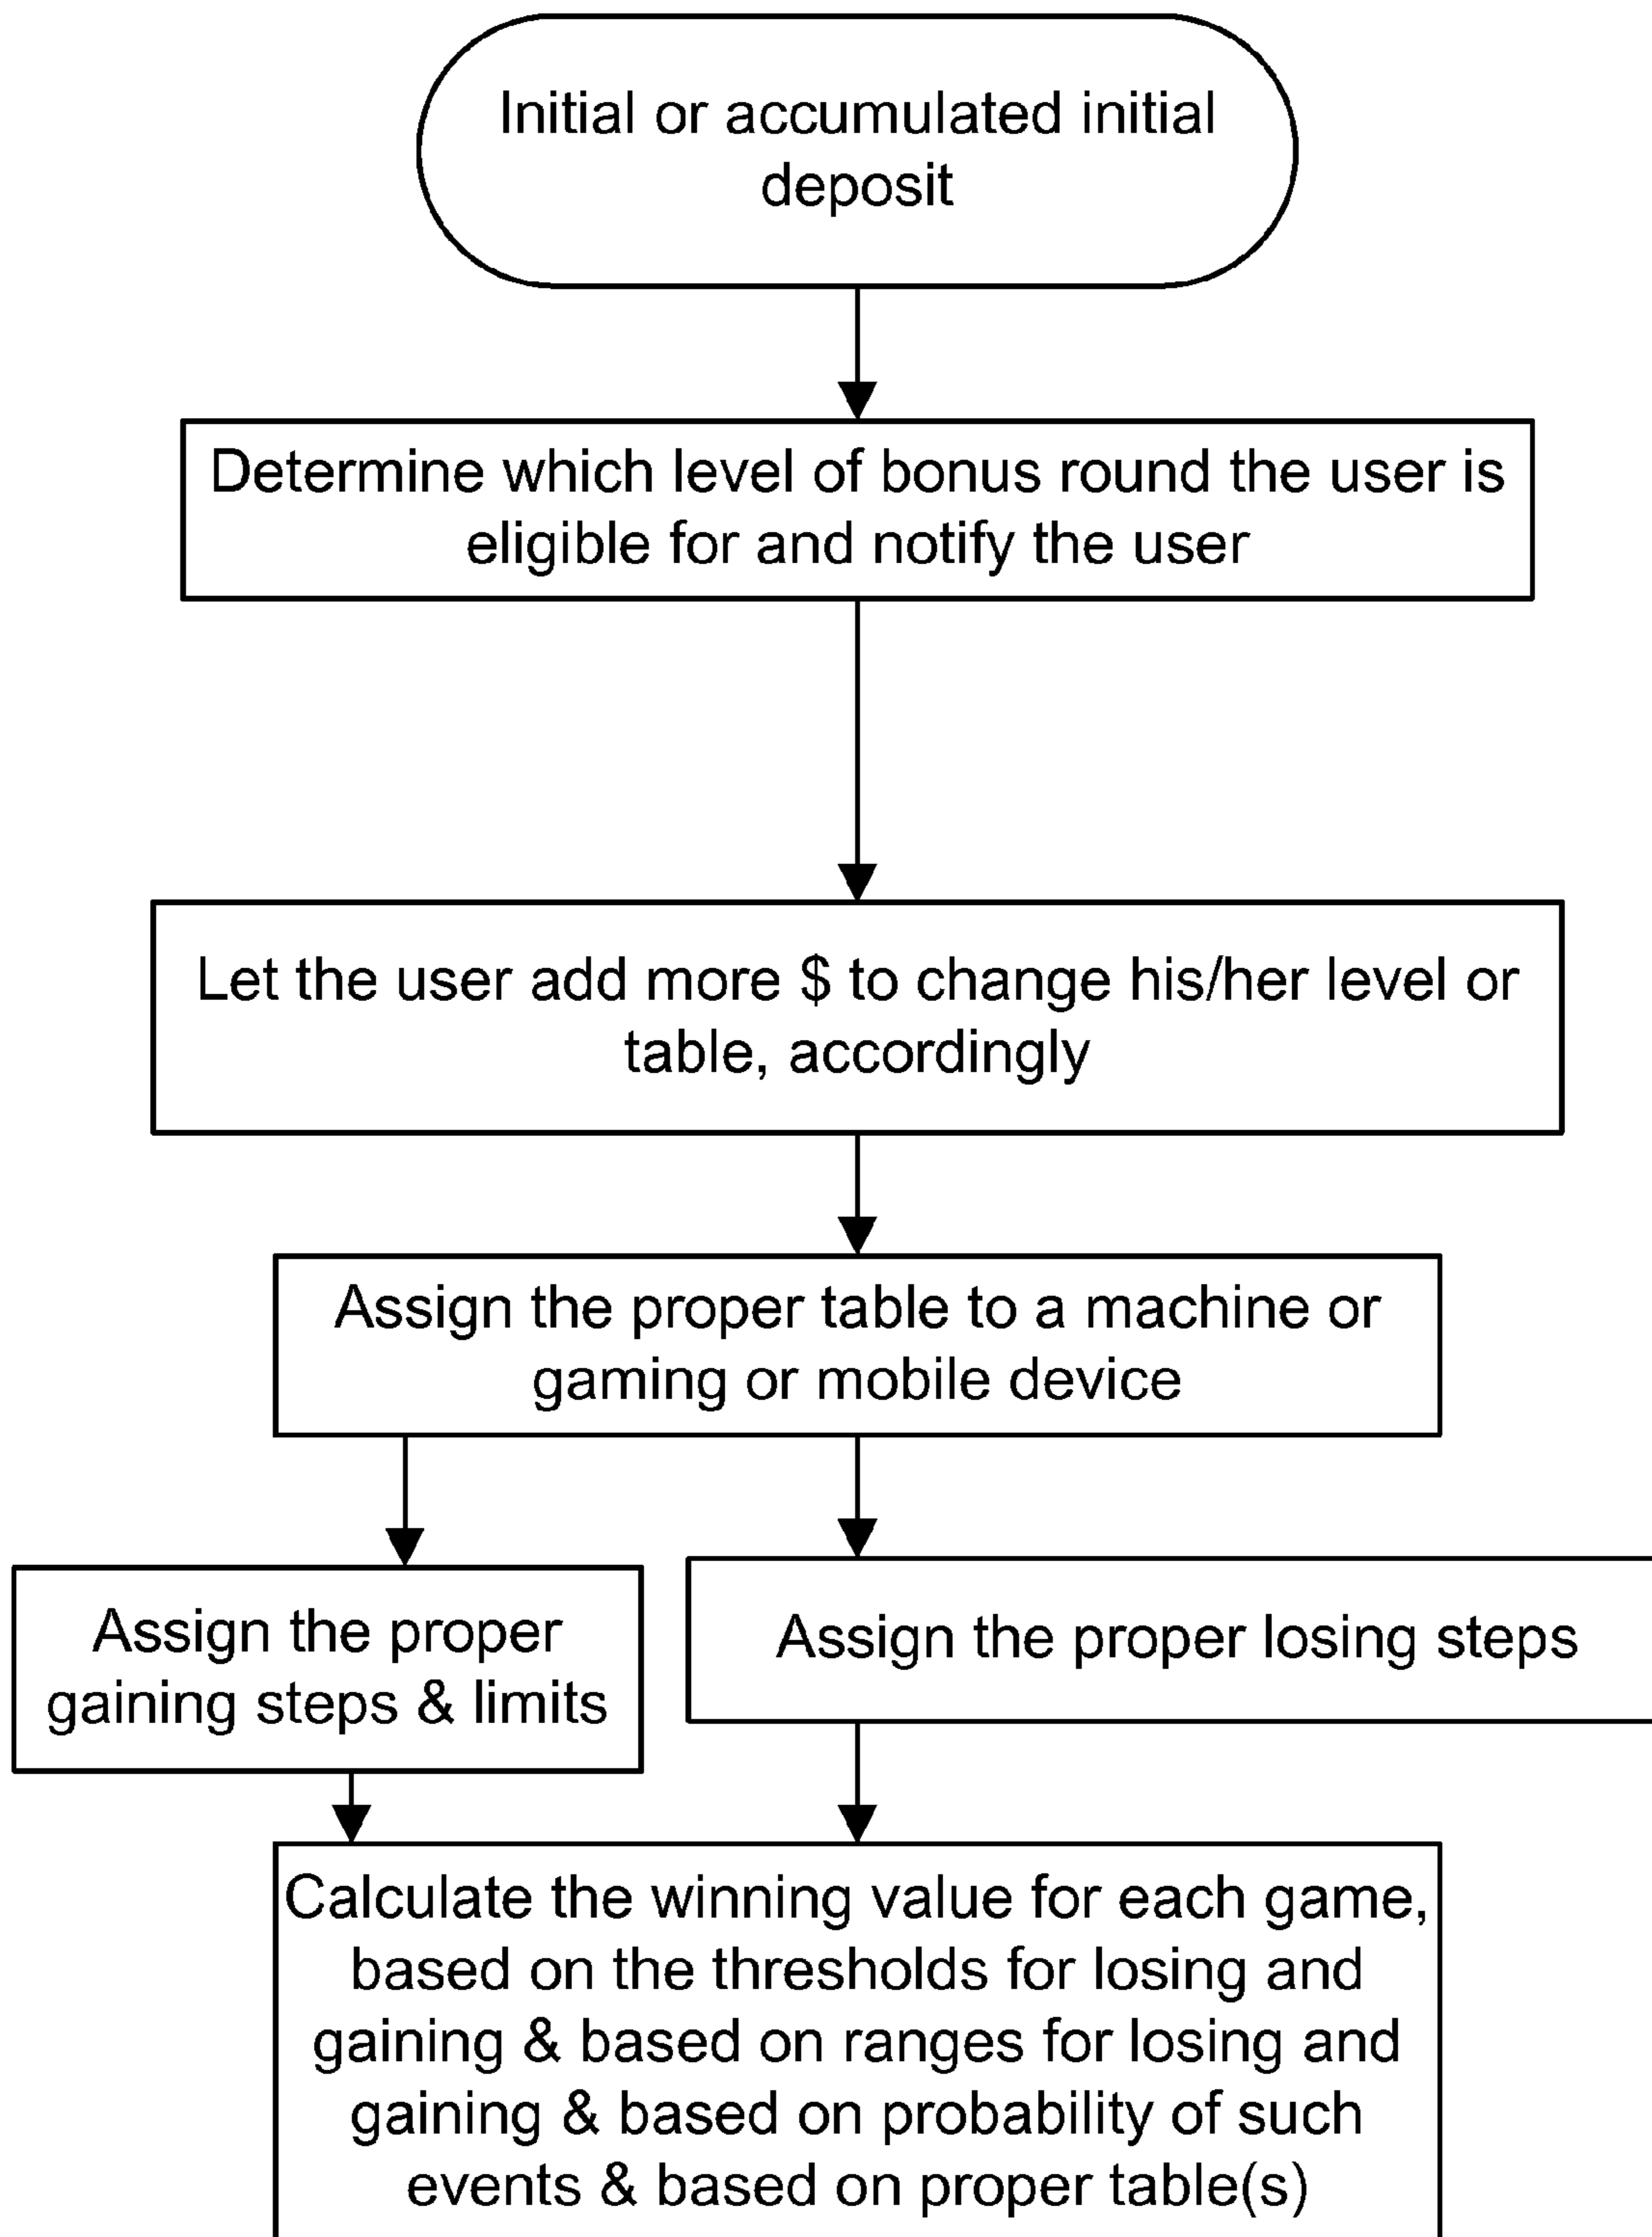 Initial or accumulated initial
deposit
Determine which level of bonus round the user is
eligible for and notify the user
Let the user add more $ to change his/her level or
table, accordingly
Assign the proper table to a machine or
gaming or mobile device
Assign the proper
gaining steps & limits
Assign the proper losing steps
Calculate the winning value for each game,
based on the thresholds for losing and
gaining & based on ranges for losing and
gaining & based on probability of such
events & based on proper table(s)